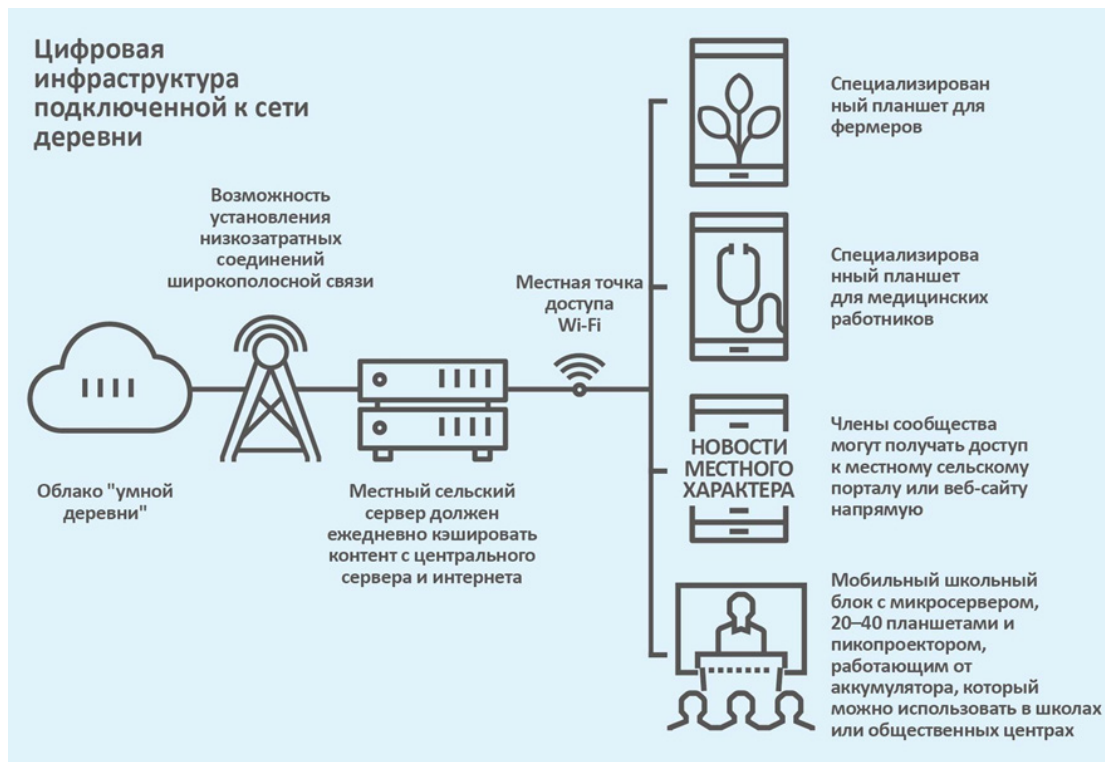 Цифровая
инфраструктура
подключенной к сети
деревни
Возможность
установления
низкозатратных
соединений
широкополосной связи
Местная точка
доступа
Wi-Fi
Облако "умной
деревни"
Местный сельский
сервер должен
ежедневно кэшировать
контент с центрального
сервера и интернета
Специализирован
ный планшет для
фермеров
Специализирова
нный планшет
для медицинских
работников
НОВОСТИ
МЕСТНОГО
ХАРАКТЕРА
Члены сообщества
могут получать доступ
к местному сельскому
порталу или веб-сайту
напрямую
Мобильный школьный
блок с микросервером,
20–40 планшетами и
пикопроектором,
работающим от
аккумулятора, который
можно использовать в школах
или общественных центрах